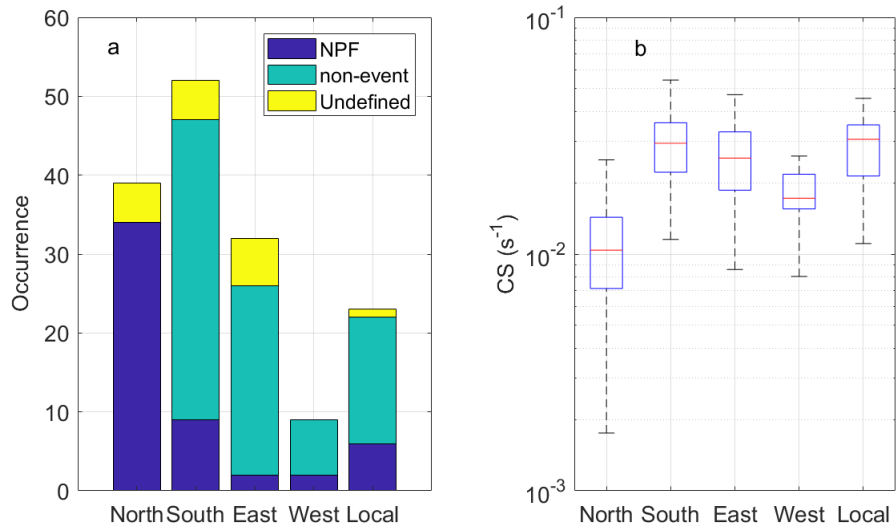 a
NPF
non-event
Undefined
Occurrence
60
50
40
30
20
10
0
North South East West Local
b
CS (s⁻¹)
10⁻¹
10⁻²
10⁻³
North South East West Local